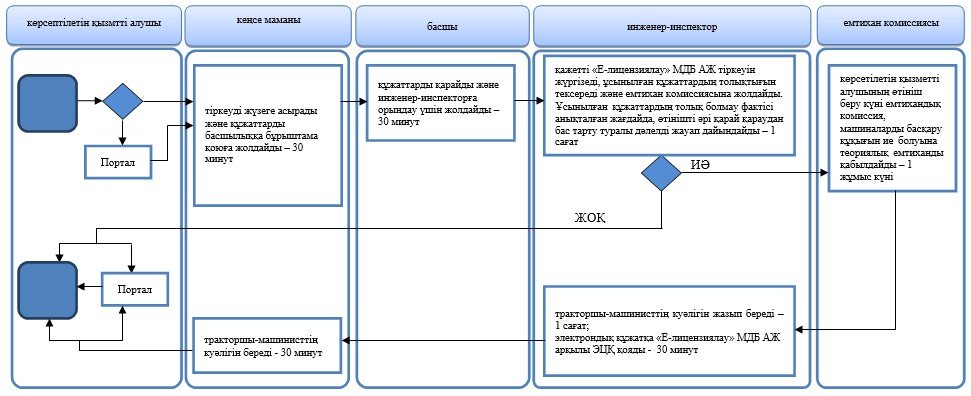 көрсептілетін қызмтті алушы
кеңсе маманы
басшы
инженер-инспектор
емтихан комиссиясы
Портал
тіркеуді жүзеге асырады
және құжаттарды
басшылыққа бұрыштама
қоюға жолдайды – 30
минут
құжаттарды қарайды және
инженер-инспекторға
орындау үшін жолдайды –
30 минут
қажетті «Е-лицензиялау» МДБ АЖ тіркеуін
жүргізеді, ұсынылған құжаттардын толықтығын
тексереді және емтихан комиссиясына жолдайды.
Ұсынылған құжаттардың толық болмау фактісі
анықталған жағдайда, өтінішті әрі қарай қараудан
бас тарту туралы дәлелді жауап дайындайды – 1
сағат
көрсетілетін қызметті
алушының өтініш
беру күні емтихандық
комиссия,
машиналарды басқару
құқығын ие болуына
теориялық емтиханды
қабылдайды – 1
жұмыс күні
ИӘ
ЖОҚ
Портал
тракторшы-машинисттің
куәлігін береді - 30 минут
тракторшы-машинисттің куәлігін жазып береді –
1 сағат;
электрондық құжатқа «Е-лицензиялау» МДБ АЖ
арқылы ЭЦҚ қояды - 30 минут